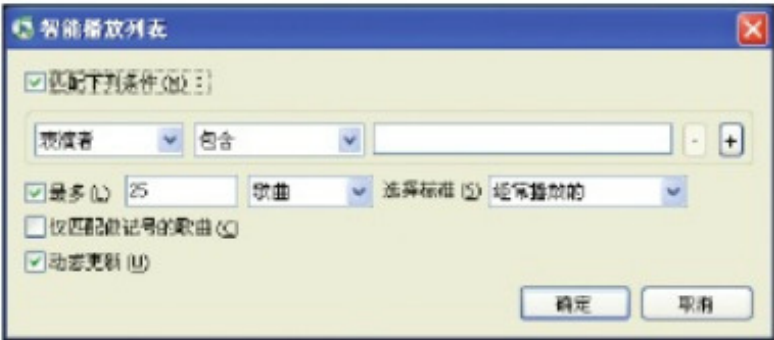 智能播放列表
匹配下列条件(M):
表演者 包含 - +
最多(L) 25 歌曲 选择标准(S) 经常播放的
仅匹配做记号的歌曲(C)
动态更新(U)
确定 取消